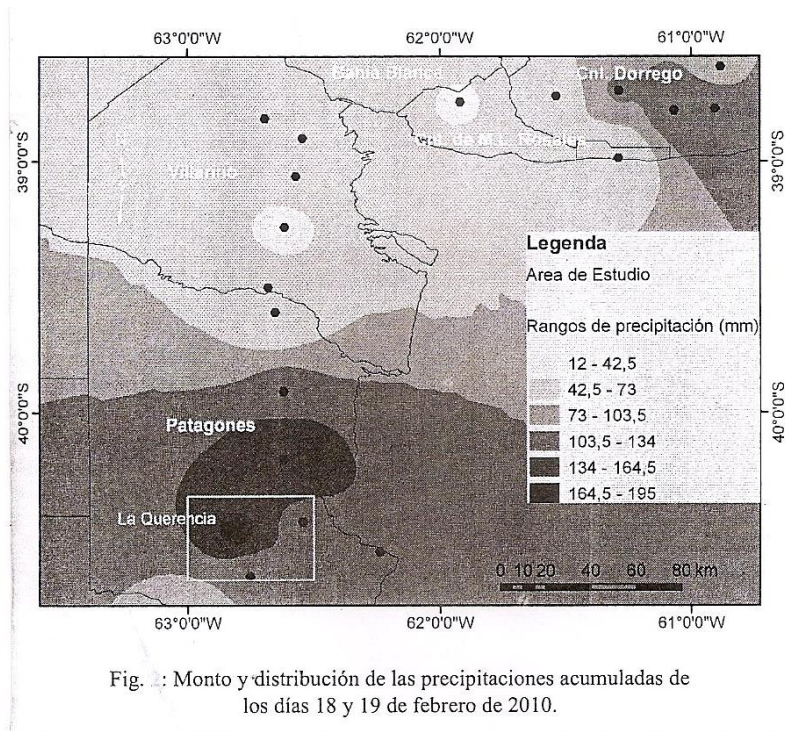 63°0'0"W 62°0'0"W 61°0'0"W
Bahía Blanca
Cnl. Dorrego
Cnl. de M.L. Rosales
39°0'0"S
39°0'0"S
Villarino
Legenda
Area de Estudio
Rangos de precipitación (mm)
12 - 42,5
42,5 - 73
73 - 103,5
103,5 - 134
134 - 164,5
164,5 - 195
40°0'0"S
40°0'0"S
Patagones
La Querencia
0 10 20 40 60 80 km
63°0'0"W 62°0'0"W 61°0'0"W
Fig. : Monto y distribución de las precipitaciones acumuladas de
los días 18 y 19 de febrero de 2010.